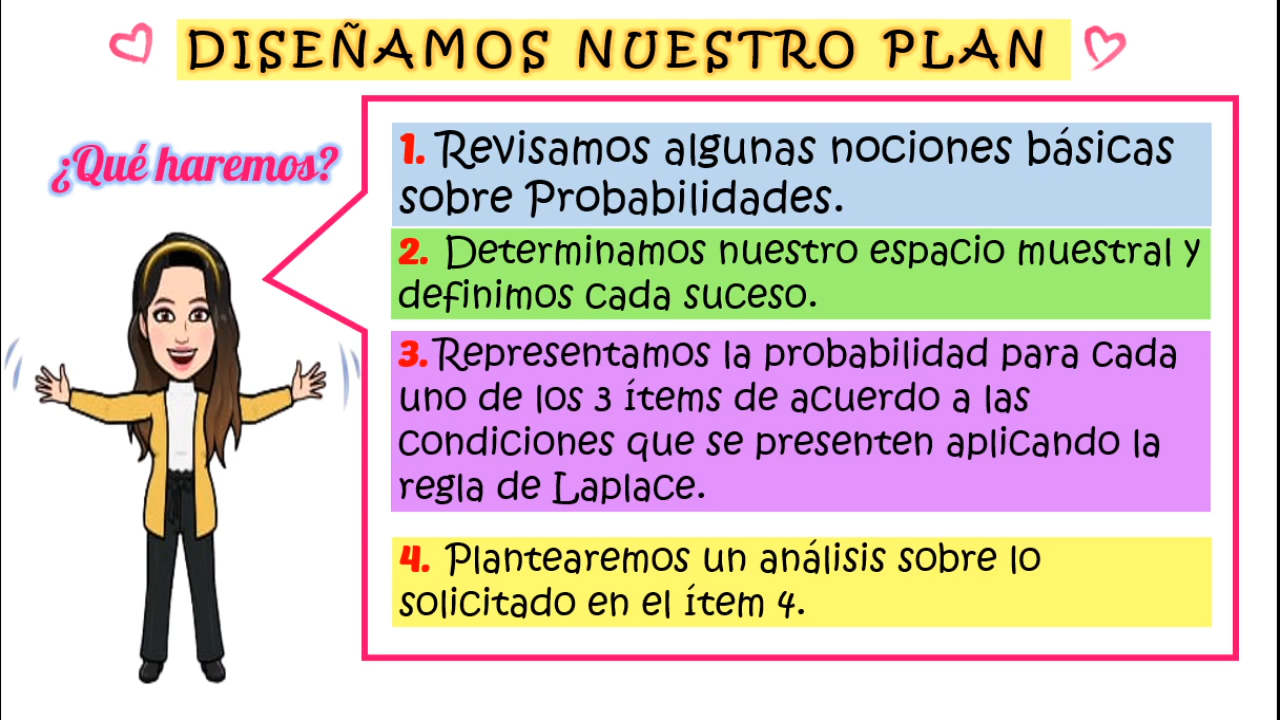 DISEÑAMOS NUESTRO PLAN
¿Qué haremos?
1. Revisamos algunas nociones básicas
sobre Probabilidades.
2. Determinamos nuestro espacio muestral y
definimos cada suceso.
3. Representamos la probabilidad para cada
uno de los 3 ítems de acuerdo a las
condiciones que se presenten aplicando la
regla de Laplace.
4. Plantearemos un análisis sobre lo
solicitado en el ítem 4.